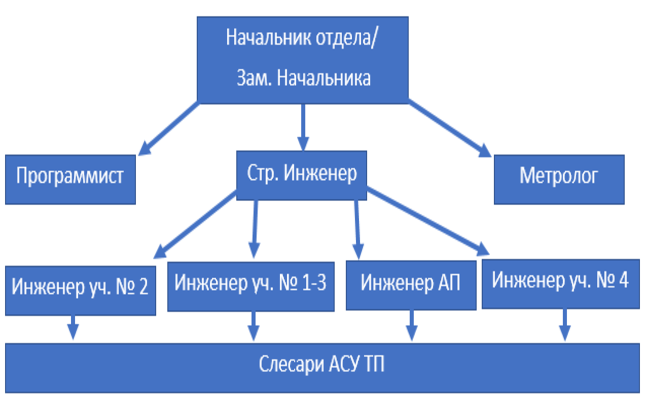 Начальник отдела/
Зам. Начальника
Программист
Стр. Инженер
Метролог
Инженер уч. № 2
Инженер уч. № 1-3
Инженер АП
Инженер уч. № 4
Слесари АСУ ТП